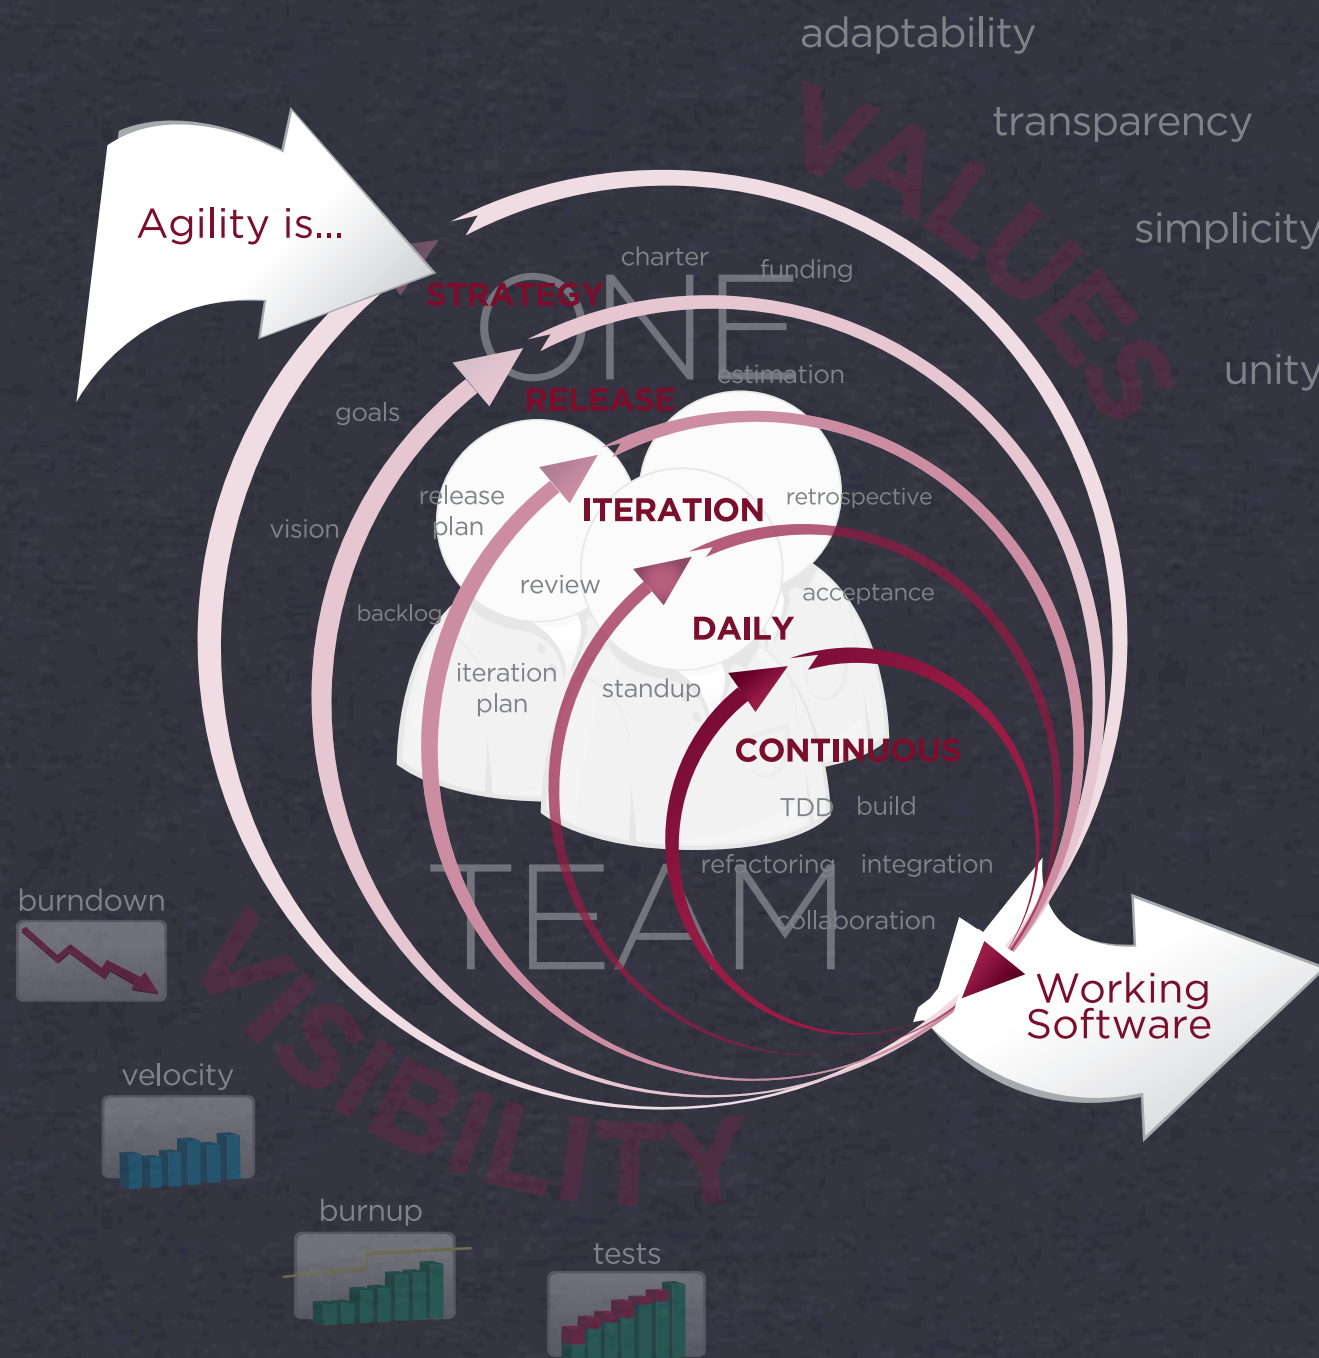 adaptability
VALUES
transparency
Agility is...
simplicity
charter
funding
STRATEGY
ONE
unity
estimation
RELEASE
goals
release
plan
ITERATION
retrospective
vision
review
acceptance
backlog
DAILY
iteration
plan
standup
CONTINUOUS
TDD
build
refactoring
integration
TEAM
collaboration
burndown
VISIBILITY
Working
Software
velocity
burnup
tests